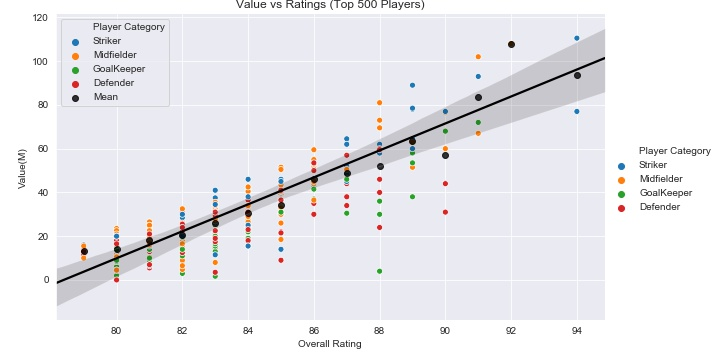 Value vs Ratings (Top 500 Players)
120
100
80
60
40
20
0
Value(M)
Player Category
Striker
Midfielder
GoalKeeper
Defender
Mean
80 82 84 86 88 90 92 94
Overall Rating
Player Category
Striker
Midfielder
GoalKeeper
Defender